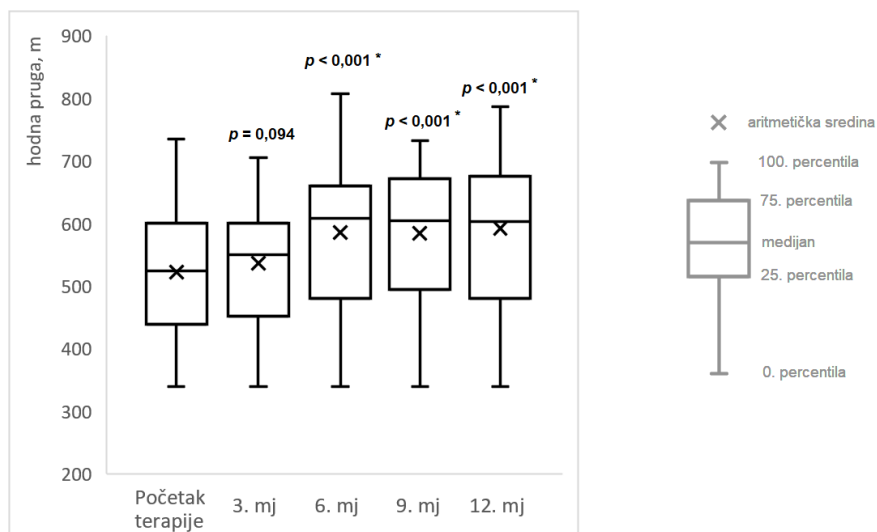 hodna pruga, m
900
800
700
600
500
400
300
200
p = 0,094
p < 0,001 *
p < 0,001 *
p < 0,001 *
Početak
terapije
3. mj
6. mj
9. mj
12. mj
aritmetička sredina
100. percentila
75. percentila
medijan
25. percentila
0. percentila